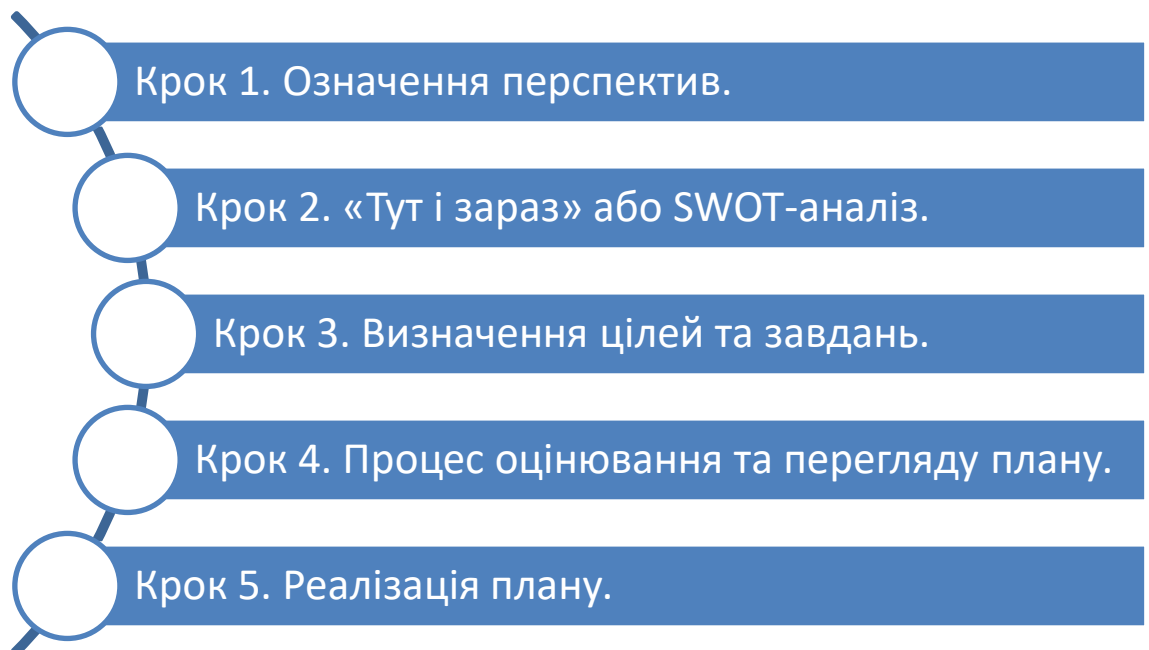 Крок 1. Означення перспектив.
Крок 2. «Тут і зараз» або SWOT-аналіз.
Крок 3. Визначення цілей та завдань.
Крок 4. Процес оцінювання та перегляду плану.
Крок 5. Реалізація плану.